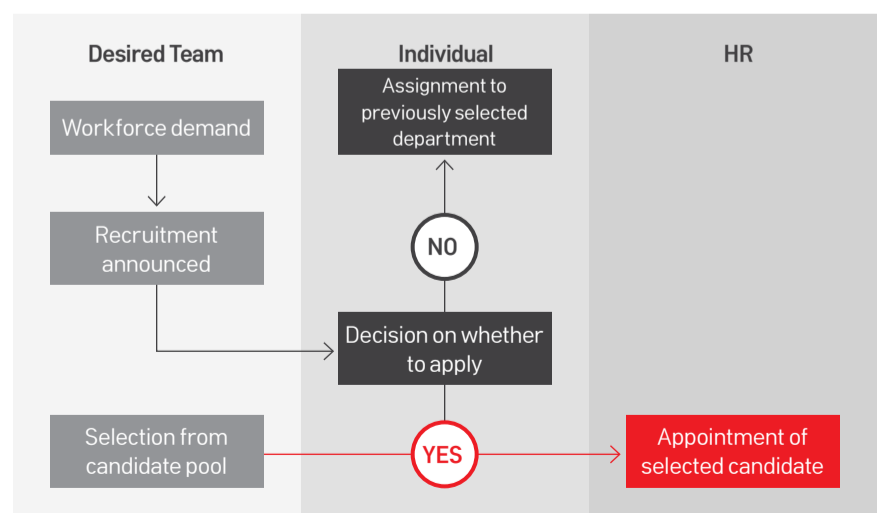 Desired Team
Individual
HR
Workforce demand
Assignment to
previously selected
department
Recruitment
announced
NO
Decision on whether
to apply
Selection from
candidate pool
YES
Appointment of
selected candidate